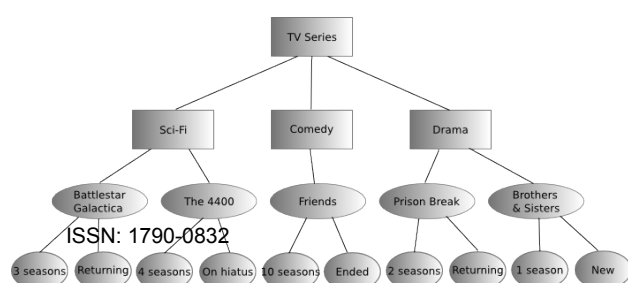 TV Series
Sci-Fi
Comedy
Drama
Battlestar
Galactica
The 4400
Friends
Prison Break
Brothers
& Sisters
ISSN: 1790-0832
3 seasons
Returning
4 seasons
On hiatus
10 seasons
Ended
2 seasons
Returning
1 season
New